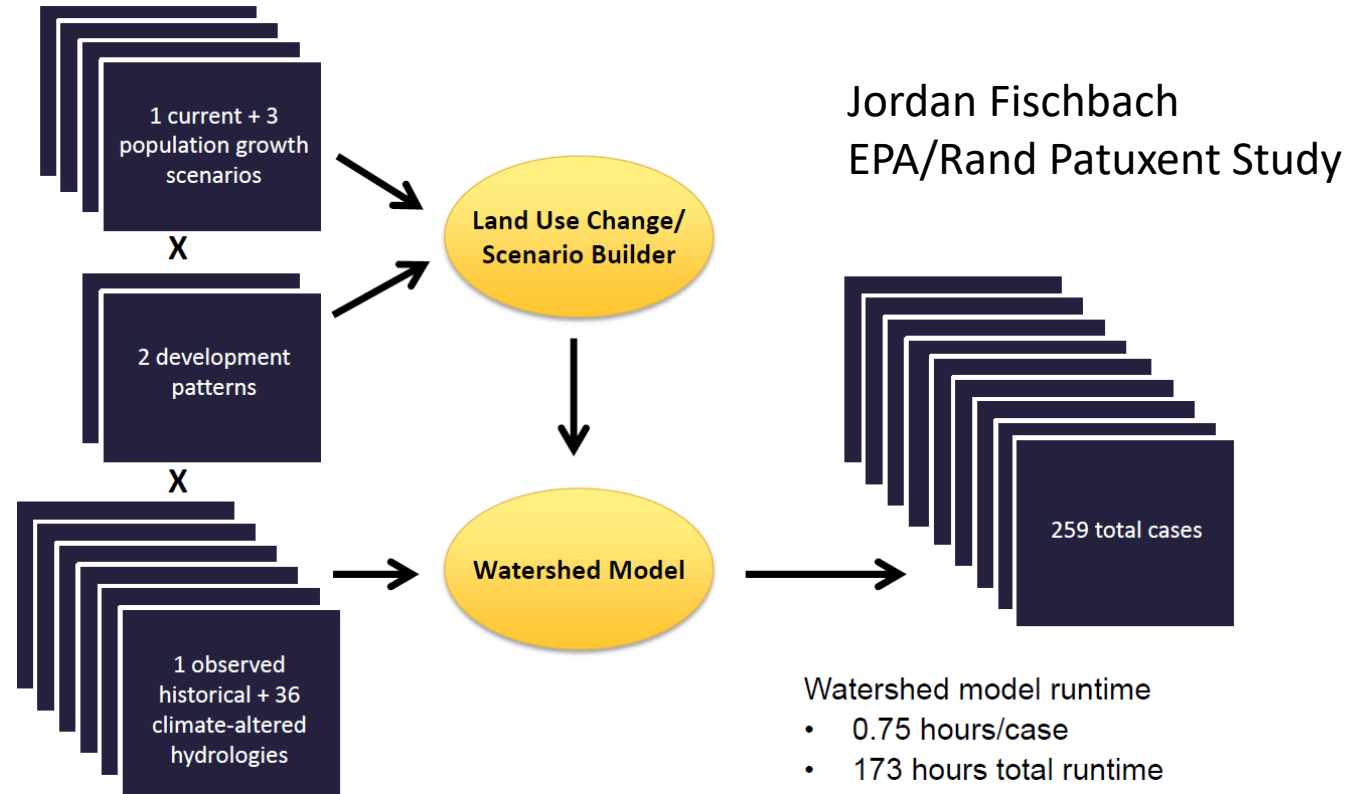 1 current + 3
population growth
scenarios
X
2 development
patterns
X
1 observed
historical + 36
climate-altered
hydrologies
Land Use Change/
Scenario Builder
Watershed Model
Jordan Fischbach
EPA/Rand Patuxent Study
259 total cases
Watershed model runtime
• 0.75 hours/case
• 173 hours total runtime